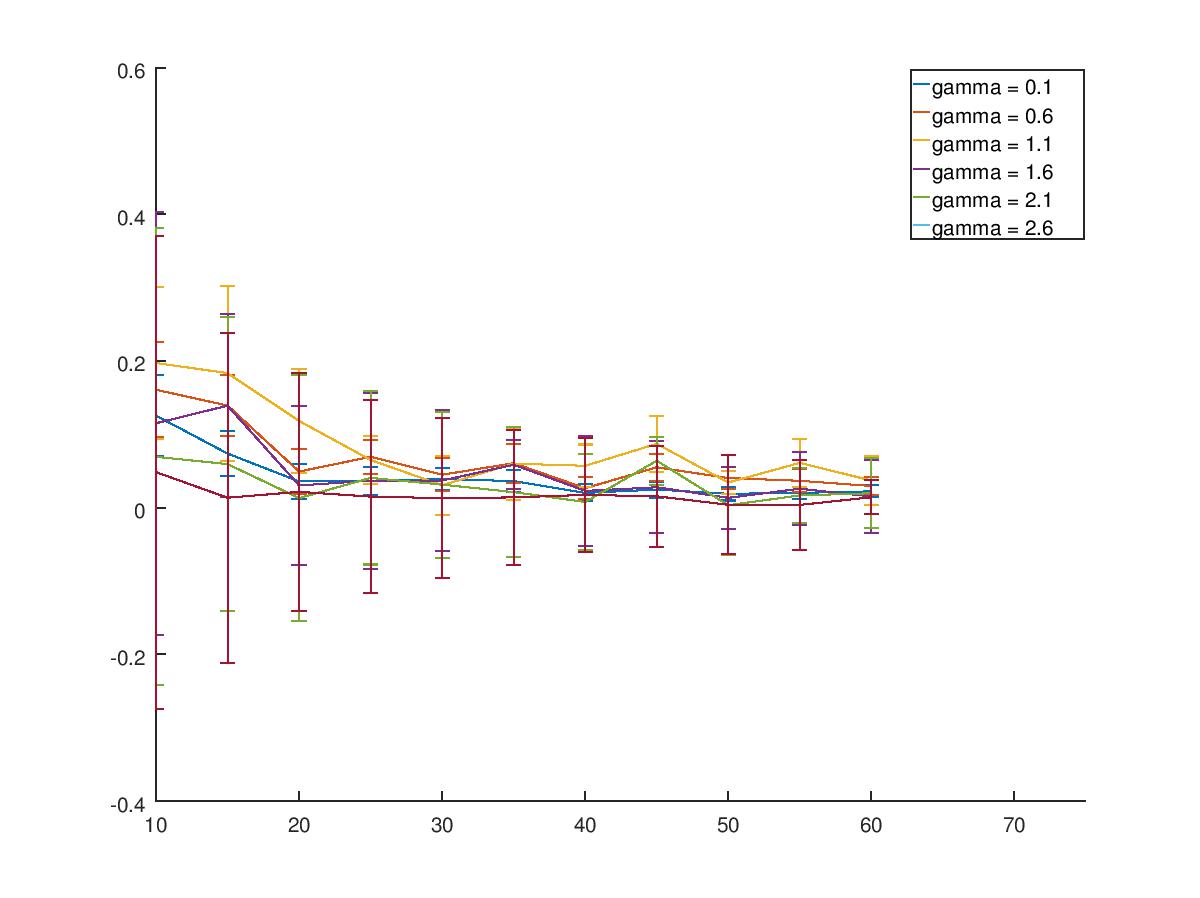 0.6
0.4
0.2
0
-0.2
-0.4
10 20 30 40 50 60 70
gamma = 0.1
gamma = 0.6
gamma = 1.1
gamma = 1.6
gamma = 2.1
gamma = 2.6